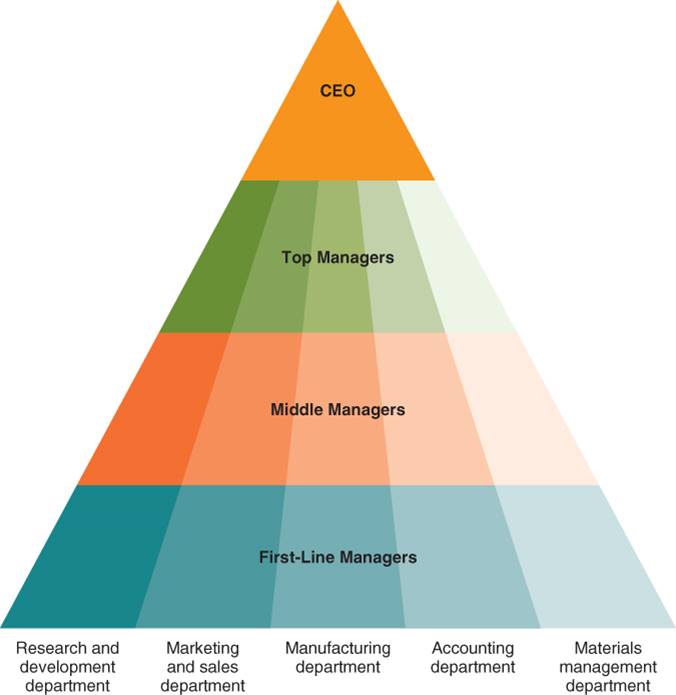 CEO
Top Managers
Middle Managers
First-Line Managers
Research and
development
department
Marketing
and sales
department
Manufacturing
department
Accounting
department
Materials
management
department